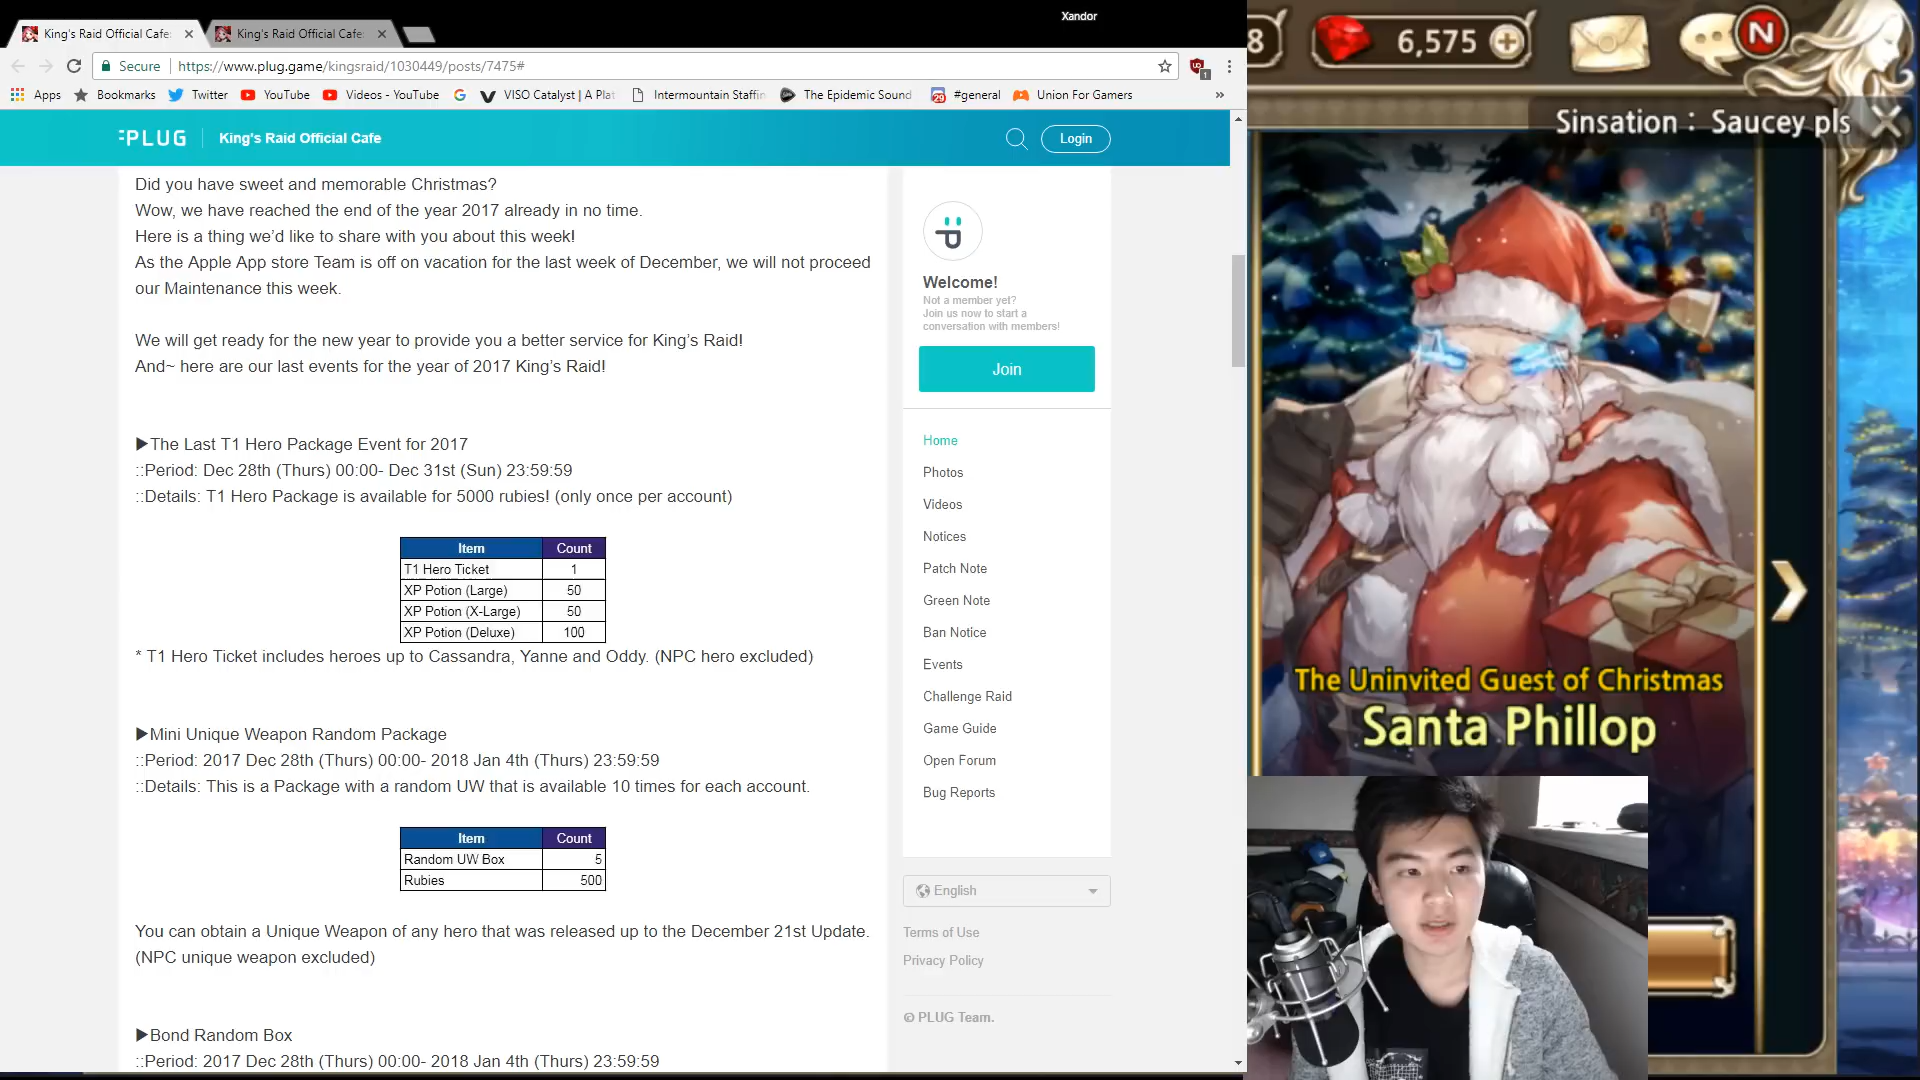 Xandor
King's Raid Official Cafe:
King's Raid Official Cafe:
Secure
https://www.plug.game/kingsraid/1030449/posts/7475#
1
Apps
Bookmarks
Twitter
YouTube
Videos - YouTube
VISO Catalyst | A Plat
Intermountain Staffin
The Epidemic Sound
29
#general
Union For Gamers
»
PLUG
King's Raid Official Cafe
Login
Did you have sweet and memorable Christmas?
Wow, we have reached the end of the year 2017 already in no time.
Here is a thing we'd like to share with you about this week!
As the Apple App store Team is off on vacation for the last week of December, we will not proceed
our Maintenance this week.
We will get ready for the new year to provide you a better service for King's Raid!
And~ here are our last events for the year of 2017 King's Raid!
▶The Last T1 Hero Package Event for 2017
::Period: Dec 28th (Thurs) 00:00- Dec 31st (Sun) 23:59:59
::Details: T1 Hero Package is available for 5000 rubies! (only once per account)
Item Count
T1 Hero Ticket 1
XP Potion (Large) 50
XP Potion (X-Large) 50
XP Potion (Deluxe) 100
* T1 Hero Ticket includes heroes up to Cassandra, Yanne and Oddy. (NPC hero excluded)
▶Mini Unique Weapon Random Package
::Period: 2017 Dec 28th (Thurs) 00:00- 2018 Jan 4th (Thurs) 23:59:59
::Details: This is a Package with a random UW that is available 10 times for each account.
Item Count
Random UW Box 5
Rubies 500
You can obtain a Unique Weapon of any hero that was released up to the December 21st Update.
(NPC unique weapon excluded)
▶Bond Random Box
::Period: 2017 Dec 28th (Thurs) 00:00- 2018 Jan 4th (Thurs) 23:59:59
Welcome!
Not a member yet?
Join us now to start a
conversation with members!
Join
Home
Photos
Videos
Notices
Patch Note
Green Note
Ban Notice
Events
Challenge Raid
Game Guide
Open Forum
Bug Reports
English
Terms of Use
Privacy Policy
© PLUG Team.
8
6,575
N
Sinsation : Saucey pls
The Uninvited Guest of Christmas
Santa Phillop